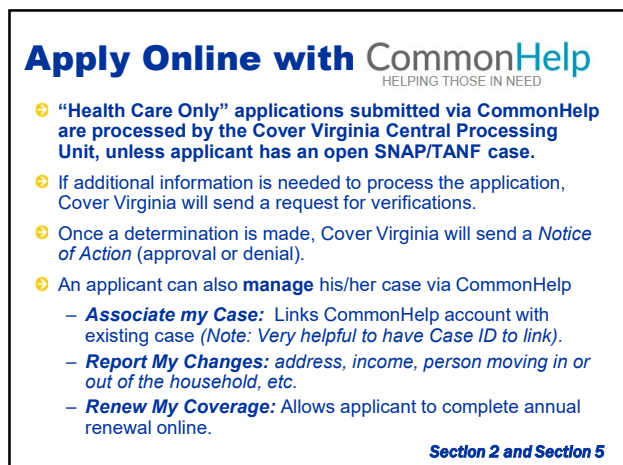 Apply Online with CommonHelp
HELPING THOSE IN NEED
“Health Care Only” applications submitted via CommonHelp
are processed by the Cover Virginia Central Processing
Unit, unless applicant has an open SNAP/TANF case.
If additional information is needed to process the application,
Cover Virginia will send a request for verifications.
Once a determination is made, Cover Virginia will send a Notice
of Action (approval or denial).
An applicant can also manage his/her case via CommonHelp
– Associate my Case: Links CommonHelp account with
existing case (Note: Very helpful to have Case ID to link).
– Report My Changes: address, income, person moving in or
out of the household, etc.
– Renew My Coverage: Allows applicant to complete annual
renewal online.
Section 2 and Section 5